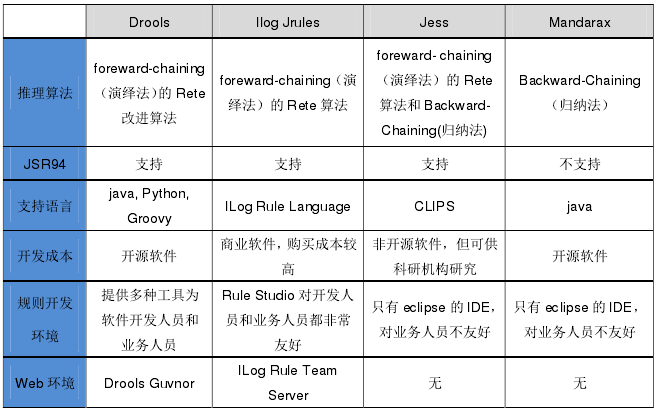 Drools Ilog Jrules Jess Mandarax
推理算法
foreward-chaining
（演绎法）的 Rete
改进算法
foreward-chaining（演
绎法）的 Rete 算法
foreward- chaining
（演绎法）的 Rete
算法和 Backward-
Chaining(归纳法)
Backward-Chaining
（归纳法）
JSR94 支持 支持 支持 不支持
支持语言
java, Python,
Groovy
ILog Rule Language
CLIPS
java
开发成本
开源软件
商业软件，购买成本较
高
非开源软件，但可供
科研机构研究
开源软件
规则开发
环境
提供多种工具为
软件开发人员和
业务人员
Rule Studio 对开发人
员和业务人员都非常
友好
只有 eclipse 的 IDE，
对业务人员不友好
只有 eclipse 的 IDE，
对业务人员不友好
Web 环境
Drools Guvnor
ILog Rule Team
Server
无
无